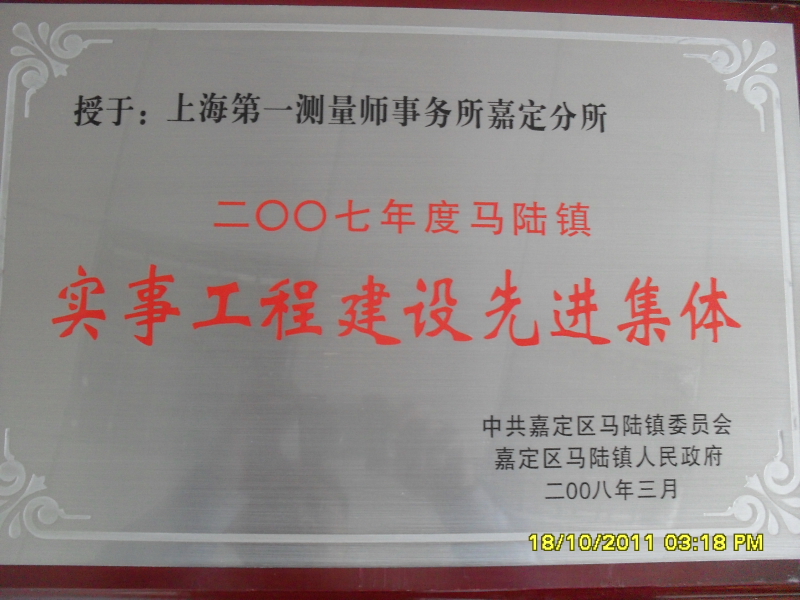 授于：上海第一测量师事务所嘉定分所
二〇〇七年度马陆镇
实事工程建设先进集体
中共嘉定区马陆镇委员会
嘉定区马陆镇人民政府
二00八年三月
18/10/2011 03:18 PM